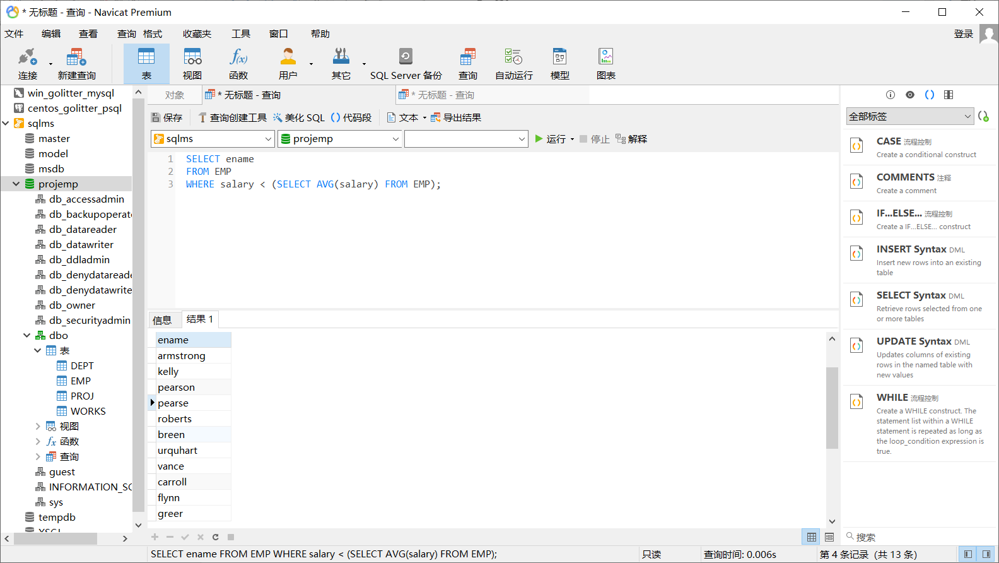 * 无标题 - 查询 - Navicat Premium
文件 编辑 查看 查询 格式 收藏夹 工具 窗口 帮助 登录
连接 新建查询 表 视图 函数 用户 其它 SQL Server 备份 查询 自动运行 模型 图表
win_golitter_mysql
centos_golitter_psql
sqlms
master
model
msdb
projemp
db_accessadmin
db_backupoperat
db_datareader
db_datawriter
db_ddladmin
db_denydatareade
db_denydatawrite
db_owner
db_securityadmin
dbo
表
DEPT
EMP
PROJ
WORKS
视图
函数
查询
guest
INFORMATION_SC
sys
tempdb
对象 * 无标题 - 查询 * 无标题 - 查询
保存 查询创建工具 美化 SQL 代码段 文本 导出结果
sqlms projemp 运行 停止 解释
1 SELECT ename
2 FROM EMP
3 WHERE salary < (SELECT AVG(salary) FROM EMP);
信息 结果 1
ename
armstrong
kelly
pearson
pearse
roberts
breen
urquhart
vance
carroll
flynn
greer
全部标签
CASE 流程控制
Create a conditional construct
COMMENTS 注释
Create a comment
IF...ELSE... 流程控制
Create a IF...ELSE... construct
INSERT Syntax DML
Insert new rows into an existing
table
SELECT Syntax DML
Retrieve rows selected from one
or more tables
UPDATE Syntax DML
Updates columns of existing
rows in the named table with
new values
WHILE 流程控制
Create a WHILE construct. The
statement list within a WHILE
statement is repeated as long as
the loop_condition expression is
true.
搜索
SELECT ename FROM EMP WHERE salary < (SELECT AVG(salary) FROM EMP); 只读 查询时间: 0.006s 第 4 条记录 (共 13 条)